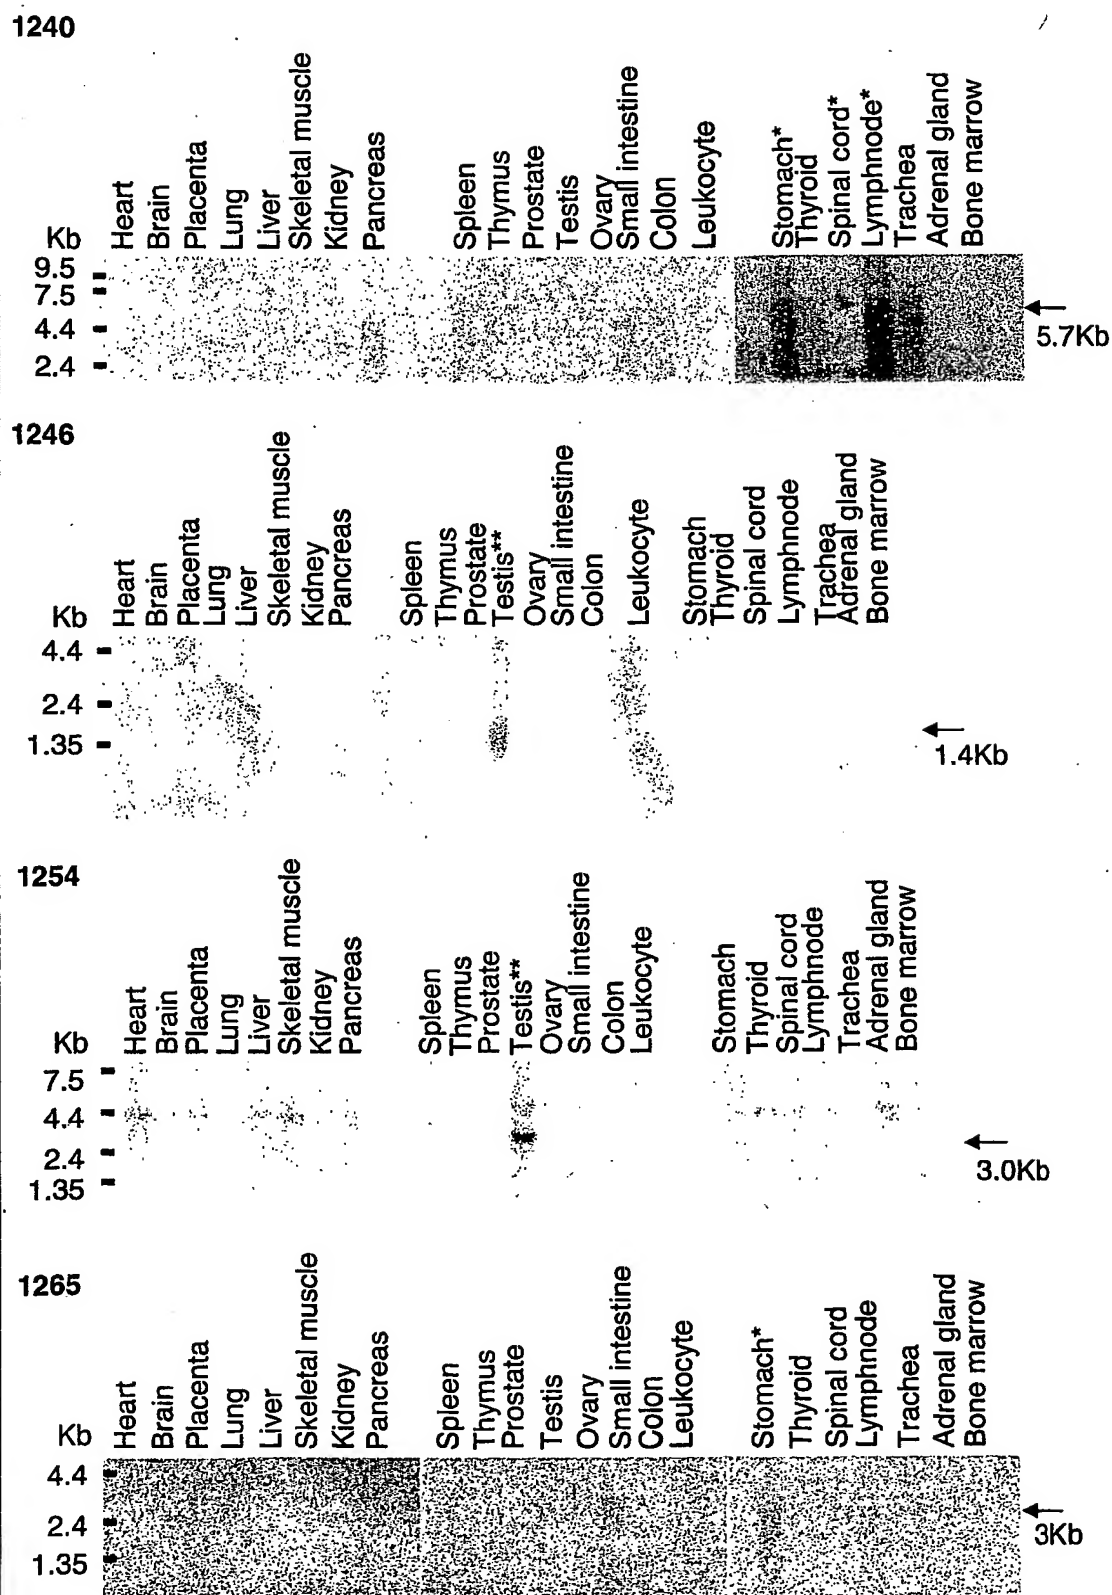 1240
Heart
Brain
Placenta
Lung
Liver
Skeletal muscle
Kidney
Pancreas
Spleen
Thymus
Prostate
Testis
Ovary
Small intestine
Colon
Leukocyte
Stomach*
Thyroid
Spinal cord*
Lymphnode*
Trachea
Adrenal gland
Bone marrow
Kb
9.5
7.5
4.4
2.4
5.7Kb
1246
Heart
Brain
Placenta
Lung
Liver
Skeletal muscle
Kidney
Pancreas
Spleen
Thymus
Prostate
Testis**
Ovary
Small intestine
Colon
Leukocyte
Stomach
Thyroid
Spinal cord
Lymphnode
Trachea
Adrenal gland
Bone marrow
Kb
4.4
2.4
1.35
1.4Kb
1254
Heart
Brain
Placenta
Lung
Liver
Skeletal muscle
Kidney
Pancreas
Spleen
Thymus
Prostate
Testis**
Ovary
Small intestine
Colon
Leukocyte
Stomach
Thyroid
Spinal cord
Lymphnode
Trachea
Adrenal gland
Bone marrow
Kb
7.5
4.4
2.4
1.35
3.0Kb
1265
Heart
Brain
Placenta
Lung
Liver
Skeletal muscle
Kidney
Pancreas
Spleen
Thymus
Prostate
Testis
Ovary
Small intestine
Colon
Leukocyte
Stomach*
Thyroid
Spinal cord
Lymphnode
Trachea
Adrenal gland
Bone marrow
Kb
4.4
2.4
1.35
3Kb